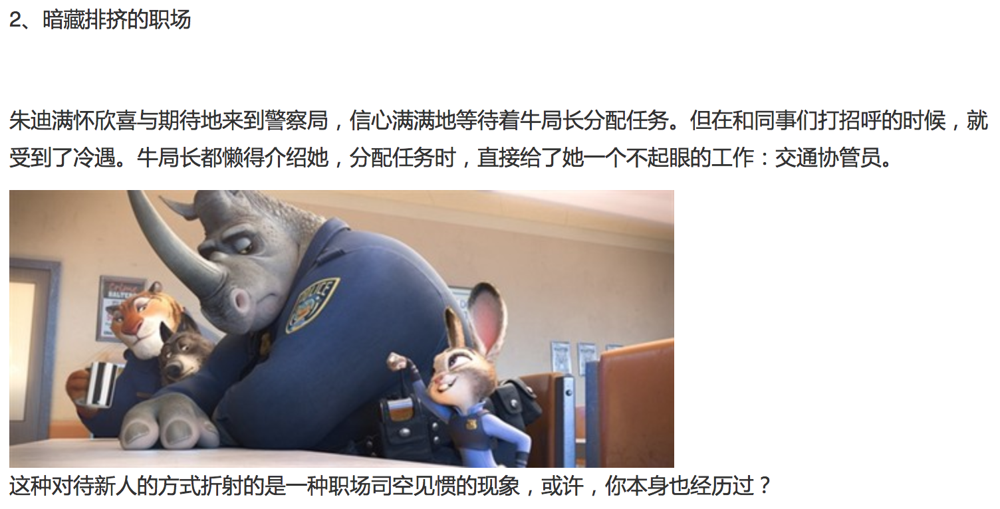 2、暗藏排挤的职场
朱迪满怀欣喜与期待地来到警察局，信心满满地等待着牛局长分配任务。但在和同事们打招呼的时候，就
受到了冷遇。牛局长都懒得介绍她，分配任务时，直接给了她一个不起眼的工作：交通协管员。
POLICE
这种对待新人的方式折射的是一种职场司空见惯的现象，或许，你本身也经历过？